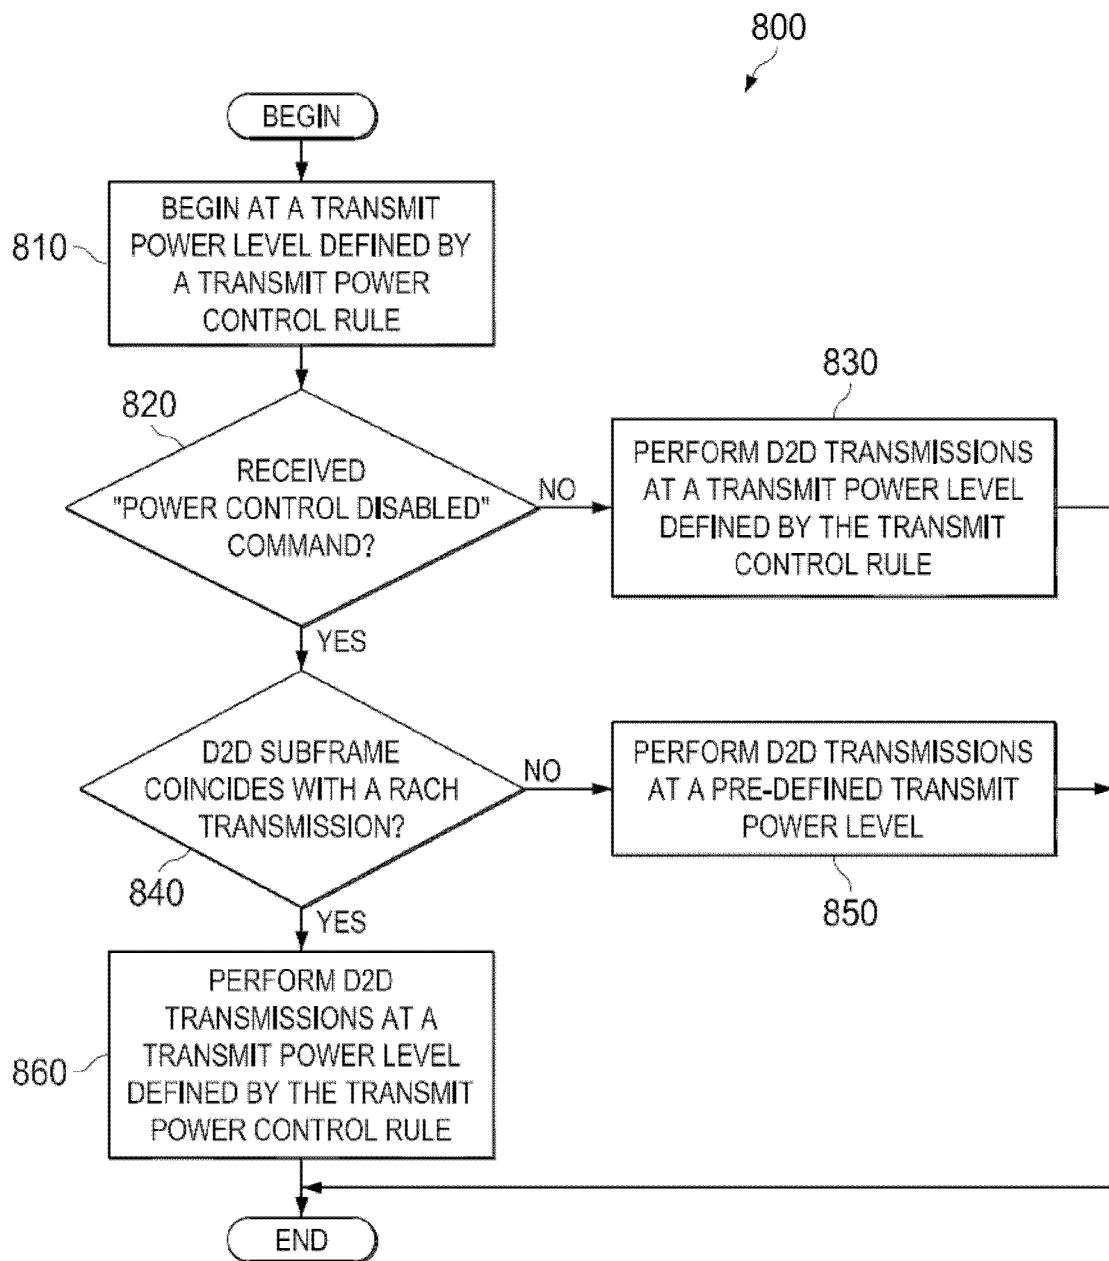 800
BEGIN
810
BEGIN AT A TRANSMIT
POWER LEVEL DEFINED BY
A TRANSMIT POWER
CONTROL RULE
820
RECEIVED
"POWER CONTROL DISABLED"
COMMAND?
NO
830
PERFORM D2D TRANSMISSIONS
AT A TRANSMIT POWER LEVEL
DEFINED BY THE TRANSMIT
CONTROL RULE
YES
D2D SUBFRAME
COINCIDES WITH A RACH
TRANSMISSION?
840
NO
PERFORM D2D TRANSMISSIONS
AT A PRE-DEFINED TRANSMIT
POWER LEVEL
850
YES
860
PERFORM D2D
TRANSMISSIONS AT A
TRANSMIT POWER LEVEL
DEFINED BY THE TRANSMIT
POWER CONTROL RULE
END